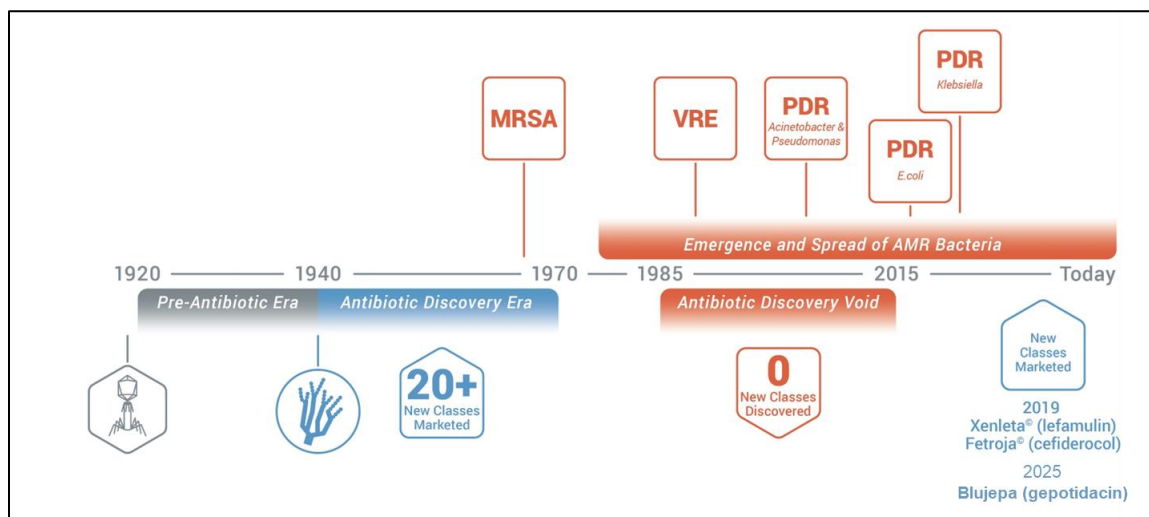 MRSA
VRE
PDR
Acinetobacter &
Pseudomonas
PDR
E.coli
PDR
Klebsiella
Emergence and Spread of AMR Bacteria
1920
1940
1970
1985
2015
Today
Pre-Antibiotic Era
Antibiotic Discovery Era
Antibiotic Discovery Void
20+
New Classes
Marketed
0
New Classes
Discovered
New
Classes
Marketed
2019
Xenleta© (lefamulin)
Fetroja© (cefiderocol)
2025
Blujepa (gepotidacin)